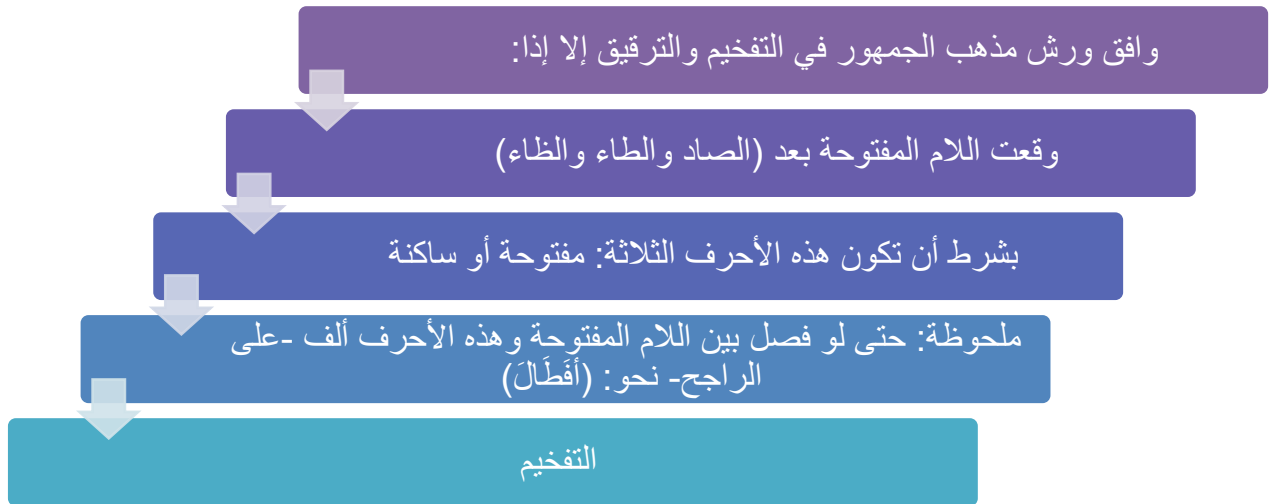 وافق ورش مذهب الجمهور في التفخيم والترقيق إلا إذا:
وقعت اللام المفتوحة بعد (الصاد والطاء والظاء)
بشرط أن تكون هذه الأحرف الثلاثة: مفتوحة أو ساكنة
ملحوظة: حتى لو فصل بين اللام المفتوحة وهذه الأحرف ألف -على
الراجح- نحو: (أَفَطَالَ)
التفخيم